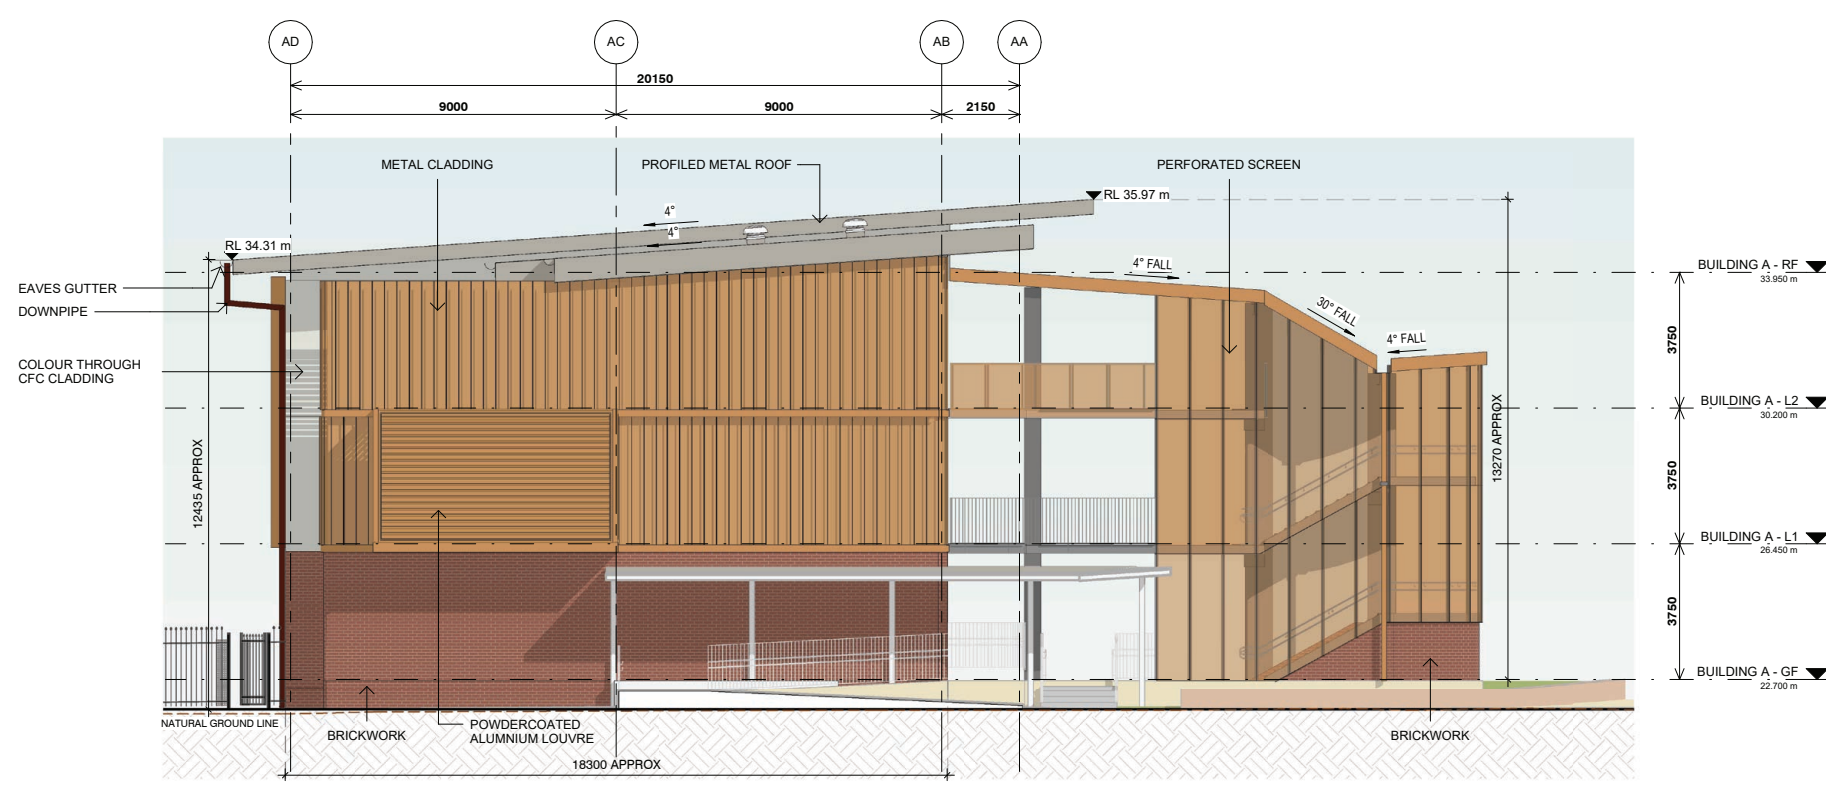 AD
AC
AB
AA
20150
9000
9000
2150
METAL CLADDING
PROFILED METAL ROOF
PERFORATED SCREEN
RL 35.97 m
4°
4°
RL 34.31 m
4° FALL
BUILDING A - RF
33.950 m
EAVES GUTTER
DOWNPIPE
30° FALL
4° FALL
3750
COLOUR THROUGH
CFC CLADDING
BUILDING A - L2
30.200 m
12435 APPROX
13270 APPROX
3750
BUILDING A - L1
26.450 m
3750
BUILDING A - GF
22.700 m
NATURAL GROUND LINE
BRICKWORK
POWDERCOATED
ALUMNIUM LOUVRE
BRICKWORK
18300 APPROX